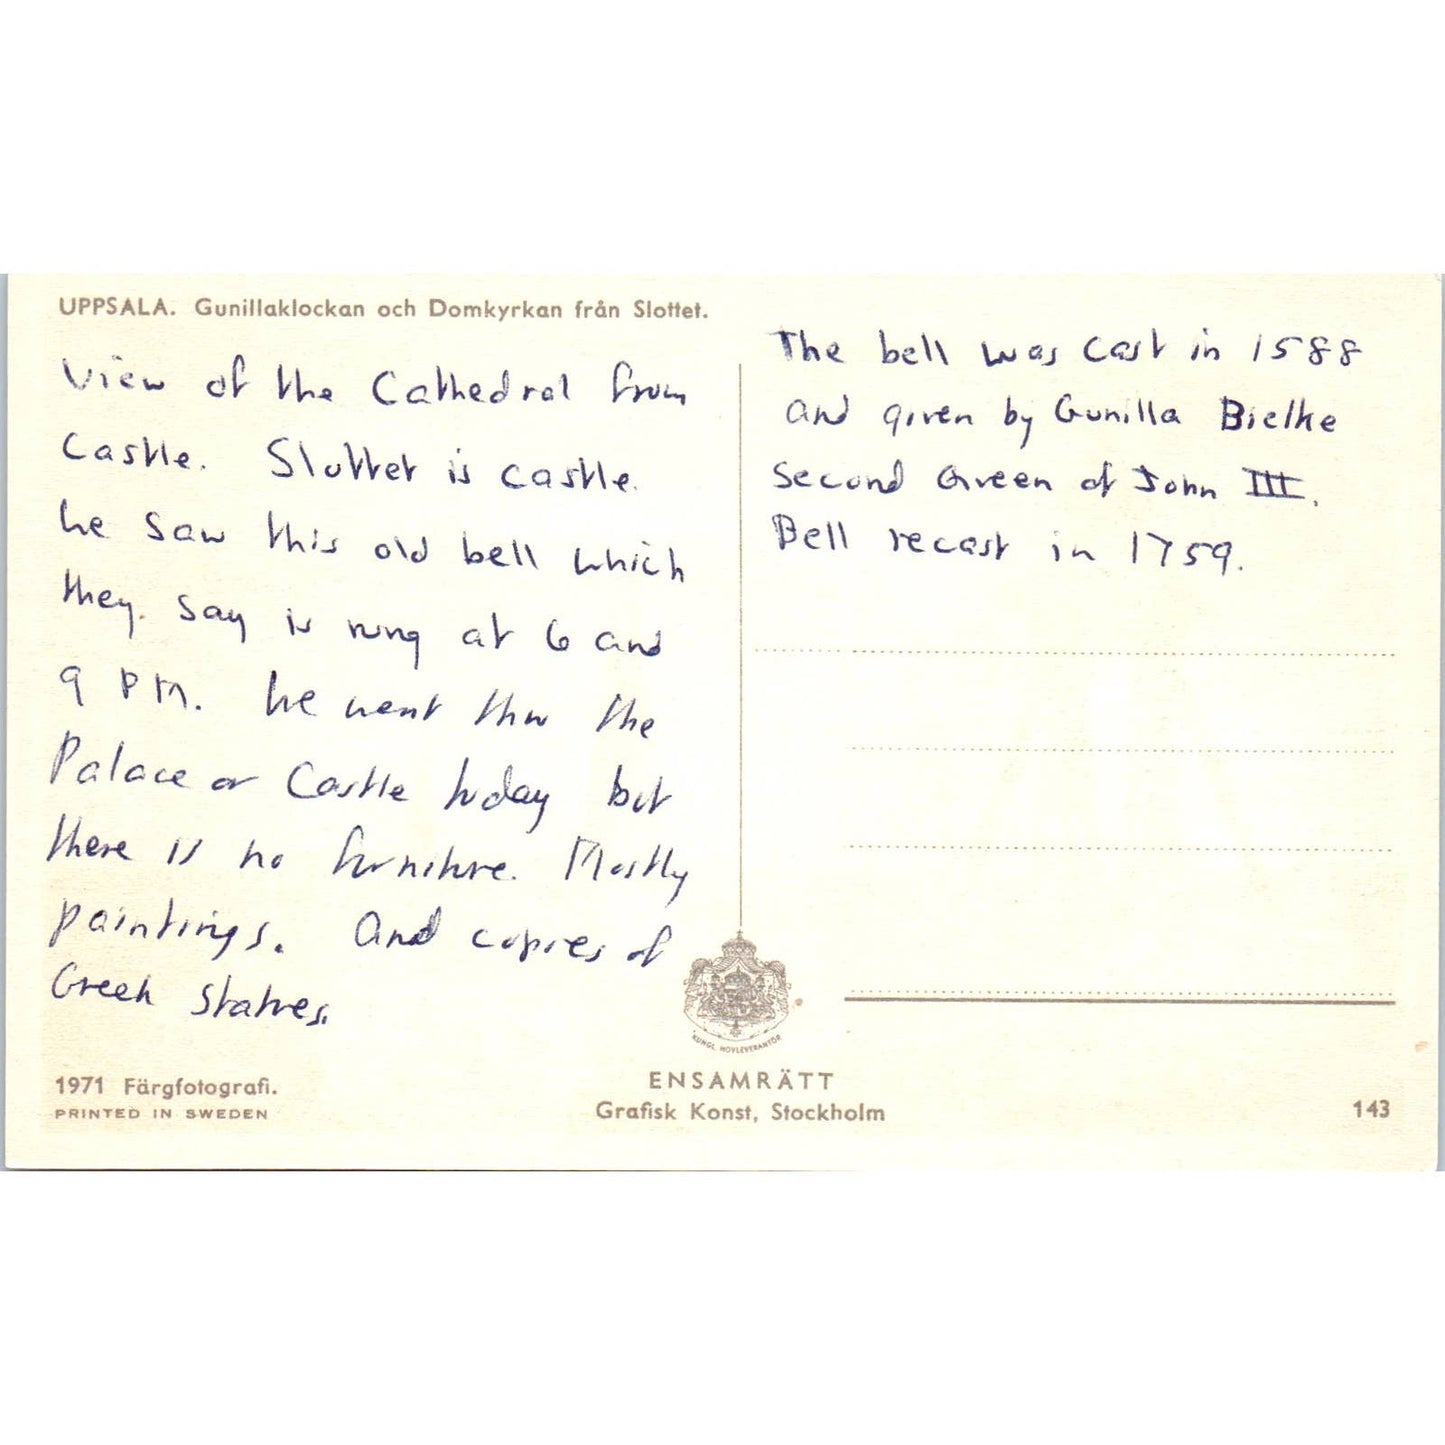 UPPSALA. Gunillaklockan och Domkyrkan från Slottet.
View of the Cathedral from
Castle. Slottet is castle.
We saw this old bell which
they say is rung at 6 and
9 PM. We went thru the
Palace or Castle today but
there is no furniture. Mostly
paintings. And copies of
Greek Statues.
The bell was cast in 1588
and given by Gunilla Bielke
Second Queen of John III.
Bell recast in 1759.
KUNGL. HOVLEVERANTÖR
1971 Färgfotografi.
PRINTED IN SWEDEN
ENSAMRÄTT
Grafisk Konst, Stockholm
143